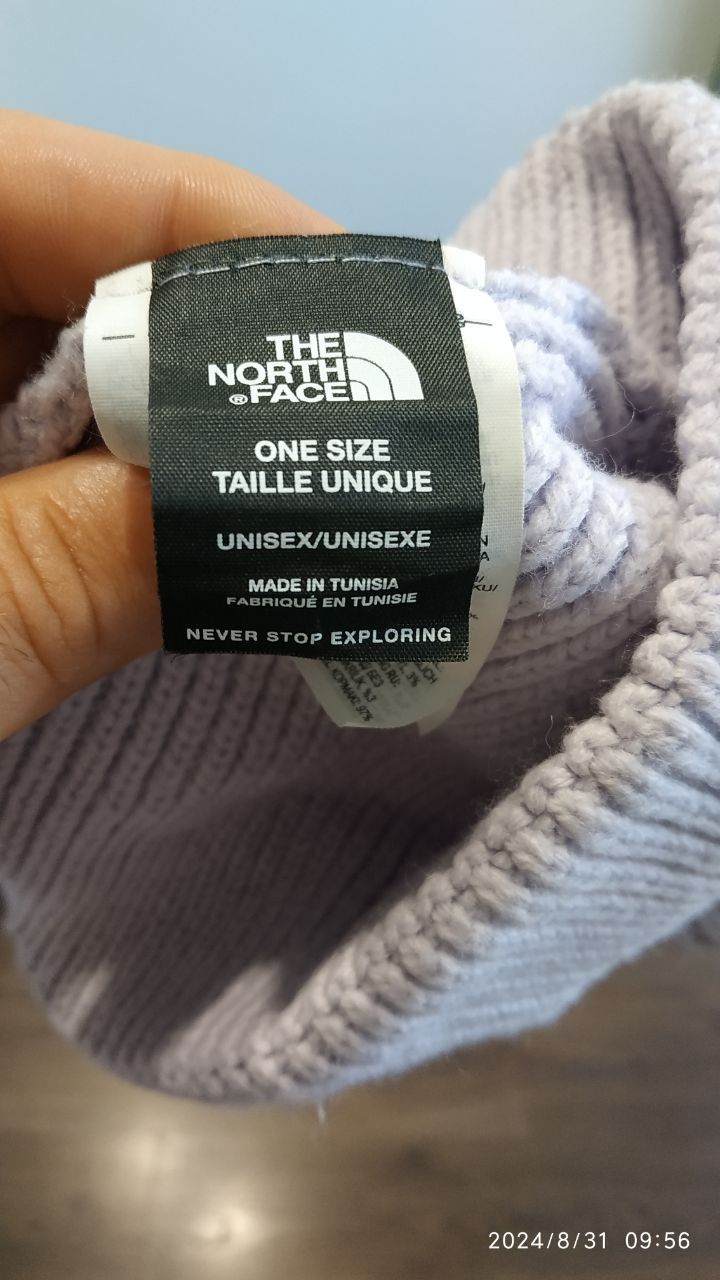 THE
NORTH
®FACE
ONE SIZE
TAILLE UNIQUE
UNISEX/UNISEXE
MADE IN TUNISIA
FABRIQUÉ EN TUNISIE
NEVER STOP EXPLORING
2024/8/31 09:56